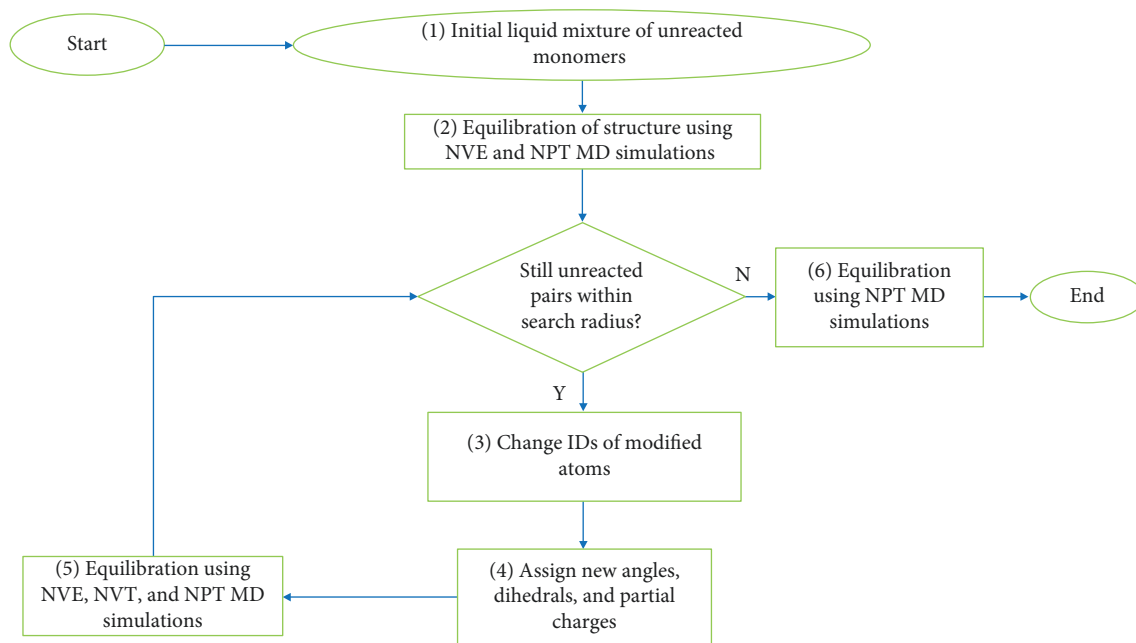 Start
(1) Initial liquid mixture of unreacted
monomers
(2) Equilibration of structure using
NVE and NPT MD simulations
Still unreacted
pairs within
search radius?
N
(6) Equilibration
using NPT MD
simulations
End
Y
(3) Change IDs of modified
atoms
(4) Assign new angles,
dihedrals, and partial
charges
(5) Equilibration using
NVE, NVT, and NPT MD
simulations